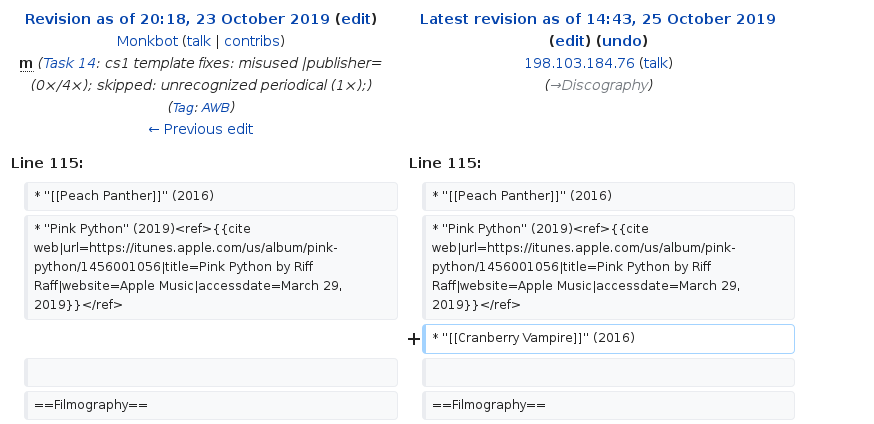 Revision as of 20:18, 23 October 2019 (edit)
Monkbot (talk | contribs)
m (Task 14: cs1 template fixes: misused |publisher=
(0×/4×); skipped: unrecognized periodical (1×);)
(Tag: AWB)
← Previous edit
Latest revision as of 14:43, 25 October 2019
(edit) (undo)
198.103.184.76 (talk)
(→Discography)
Line 115:
Line 115:
* "[[Peach Panther]]" (2016)
* "[[Peach Panther]]" (2016)
* "Pink Python" (2019)<ref>{{cite
web|url=https://itunes.apple.com/us/album/pink-
python/1456001056|title=Pink Python by Riff
Raff|website=Apple Music|accessdate=March 29,
2019}}</ref>
* "Pink Python" (2019)<ref>{{cite
web|url=https://itunes.apple.com/us/album/pink-
python/1456001056|title=Pink Python by Riff
Raff|website=Apple Music|accessdate=March 29,
2019}}</ref>
+ * "[[Cranberry Vampire]]" (2016)
==Filmography==
==Filmography==